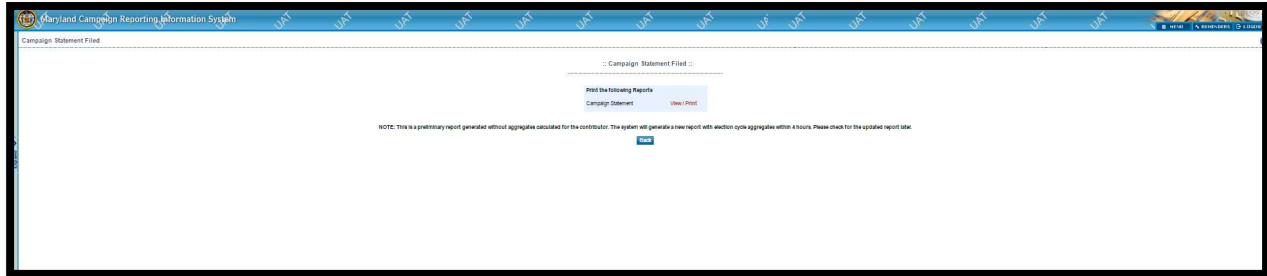 Maryland Campaign Reporting Information System
UAT UAT UAT UAT UAT UAT UAT UAT UAT UAT UAT UAT UAT UAT UAT
MENU REMINDERS LOGOUT
Campaign Statement Filed
:: Campaign Statement Filed ::
Print the following Reports
Campaign Statement View / Print
NOTE: This is a preliminary report generated without aggregates calculated for the contributor. The system will generate a new report with election cycle aggregates within 4 hours. Please check for the updated report later.
Back